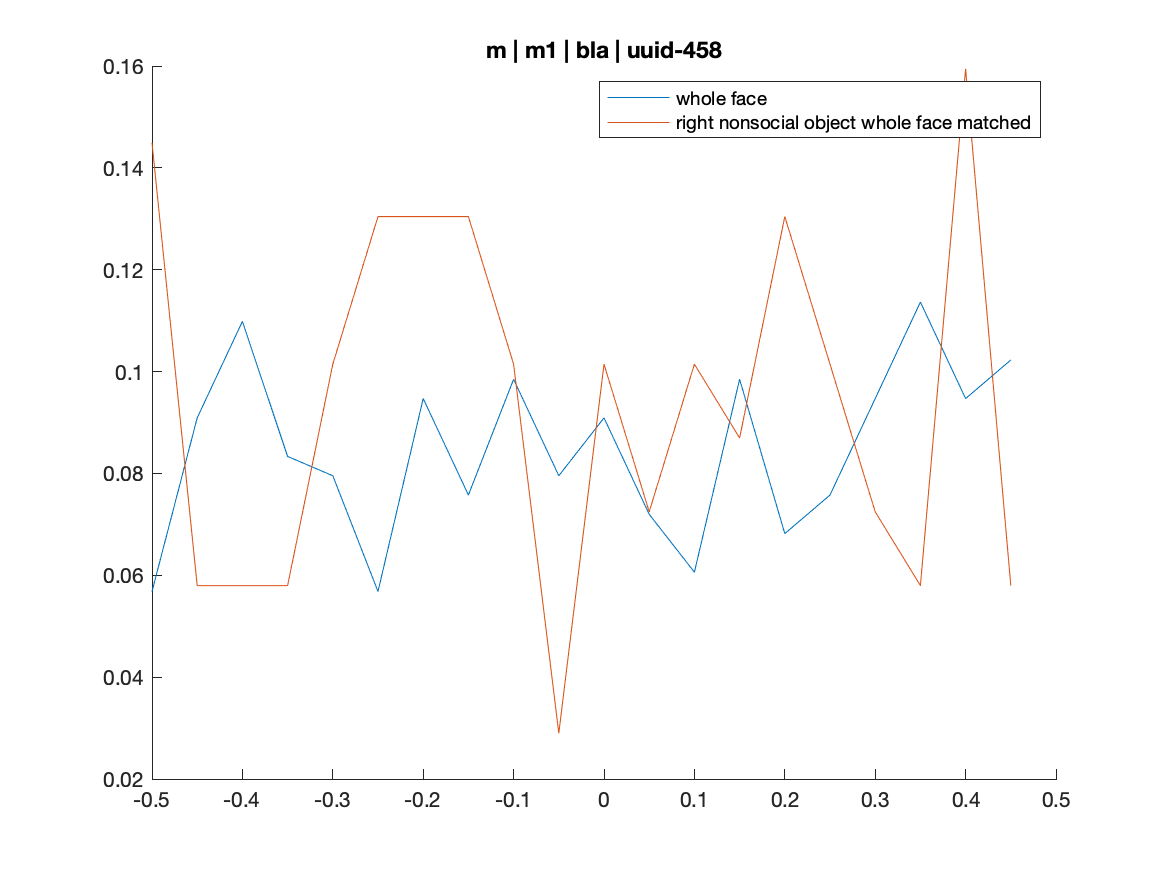 m | m1 | bla | uuid-458
whole face
right nonsocial object whole face matched
0.16
0.14
0.12
0.1
0.08
0.06
0.04
0.02
-0.5 -0.4 -0.3 -0.2 -0.1 0 0.1 0.2 0.3 0.4 0.5